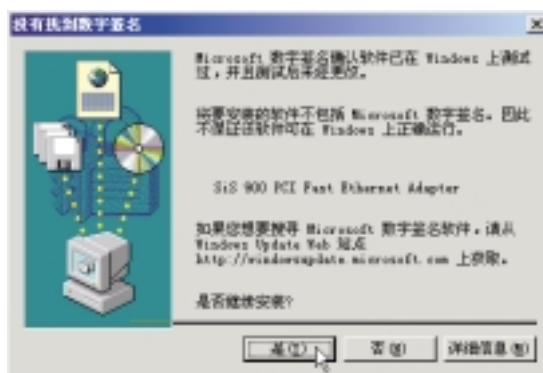 没有找到数字签名
Microsoft 数字签名确认软件已在 Windows 上测试
过，并且测试后未经更改。
将要安装的软件不包括 Microsoft 数字签名。因此
不保证该软件可在 Windows 上正确运行。
SiS 900 PCI Fast Ethernet Adapter
如果您想要搜寻 Microsoft 数字签名软件，请从
Windows Update Web 站点
http://windowsupdate.microsoft.com 上获取。
是否继续安装?
是(Y) 否(N) 详细信息(M)